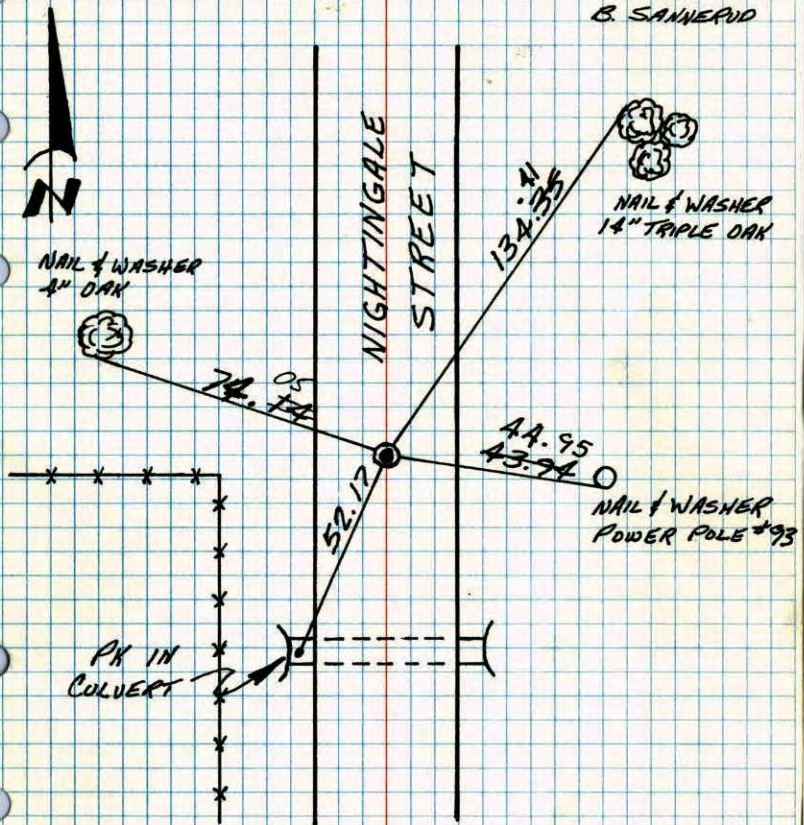 B. SANNERUD
N
NIGHTINGALE
STREET
.41
134.35
NAIL & WASHER
14" TRIPLE OAK
NAIL & WASHER
4" OAK
05
74.14
44.95
43.94
52.17
NAIL & WASHER
POWER POLE #93
PK IN
CULVERT